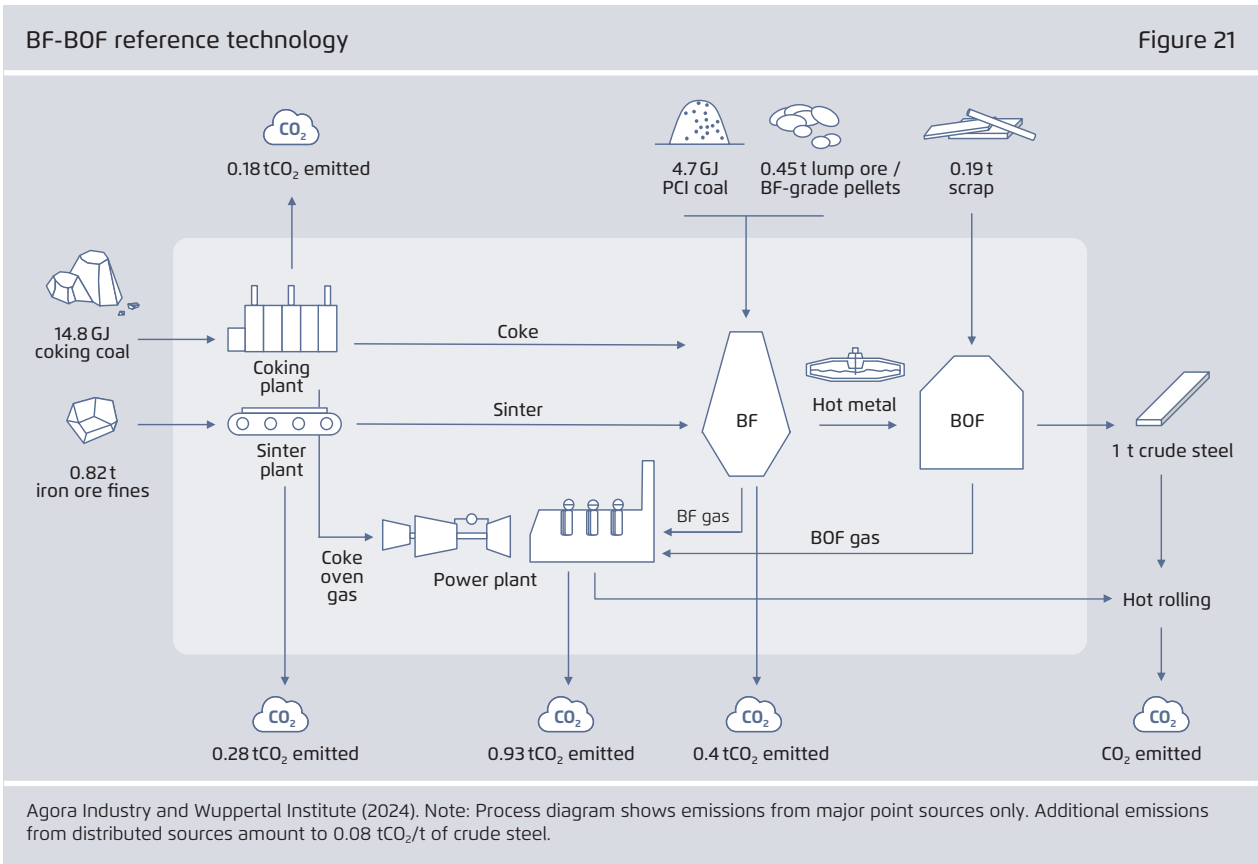 BF-BOF reference technology
Figure 21
CO₂
0.18 tCO₂ emitted
4.7 GJ
PCI coal
0.45 t lump ore /
BF-grade pellets
0.19 t
scrap
14.8 GJ
coking coal
Coking
plant
Coke
0.82 t
iron ore fines
Sinter
plant
Sinter
BF
Hot metal
BOF
1 t crude steel
Coke
oven
gas
Power plant
BF gas
BOF gas
Hot rolling
CO₂
0.28 tCO₂ emitted
CO₂
0.93 tCO₂ emitted
CO₂
0.4 tCO₂ emitted
CO₂
CO₂ emitted
Agora Industry and Wuppertal Institute (2024). Note: Process diagram shows emissions from major point sources only. Additional emissions
from distributed sources amount to 0.08 tCO₂/t of crude steel.